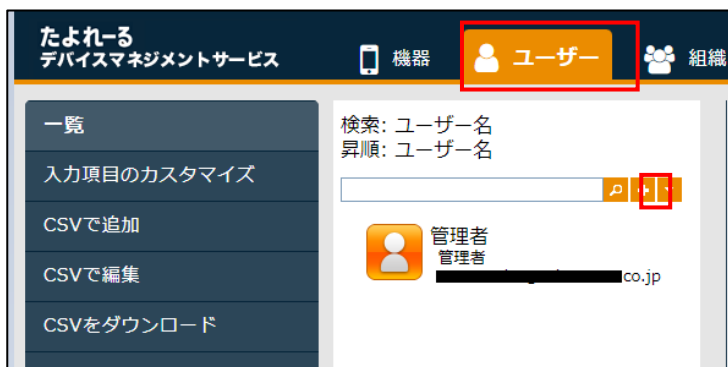 たよれーる
デバイスマネジメントサービス
機器
ユーザー
組織
一覧
入力項目のカスタマイズ
CSVで追加
CSVで編集
CSVをダウンロード
検索: ユーザー名
昇順: ユーザー名
管理者
管理者
co.jp